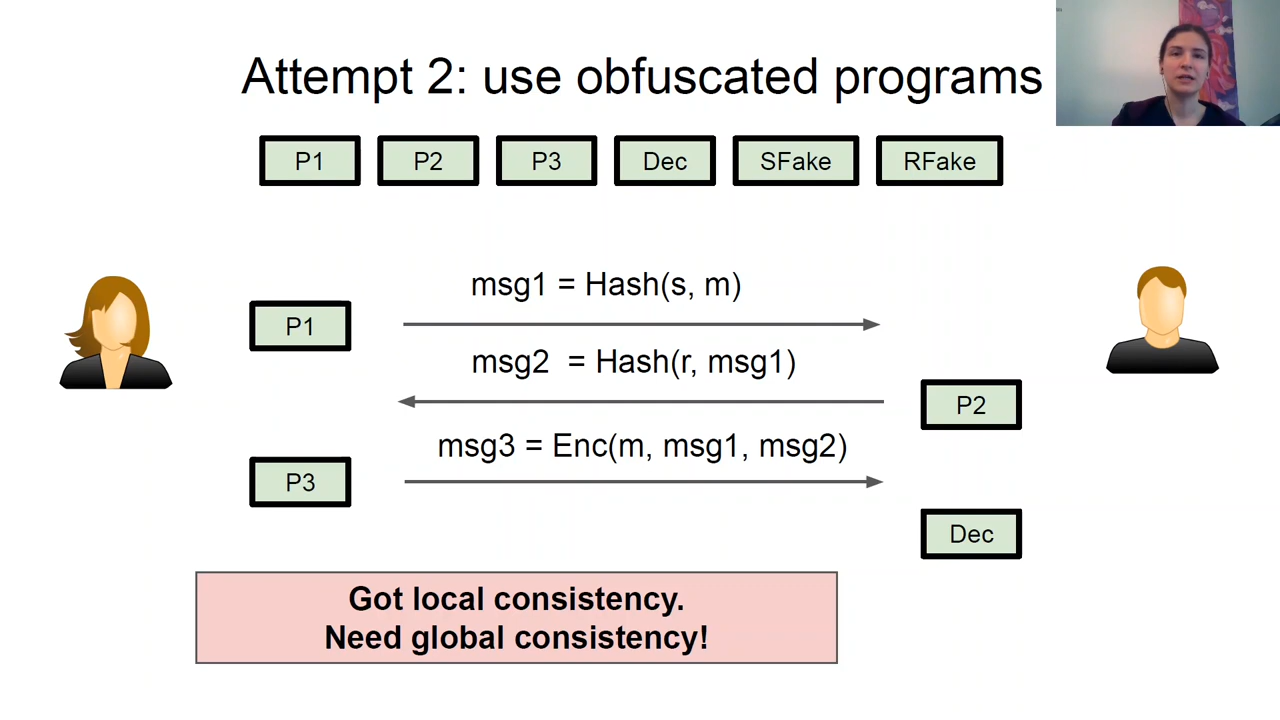 Attempt 2: use obfuscated programs
P1 P2 P3 Dec SFake RFake
msg1 = Hash(s, m)
P1
msg2 = Hash(r, msg1)
P2
msg3 = Enc(m, msg1, msg2)
P3
Dec
Got local consistency.
Need global consistency!